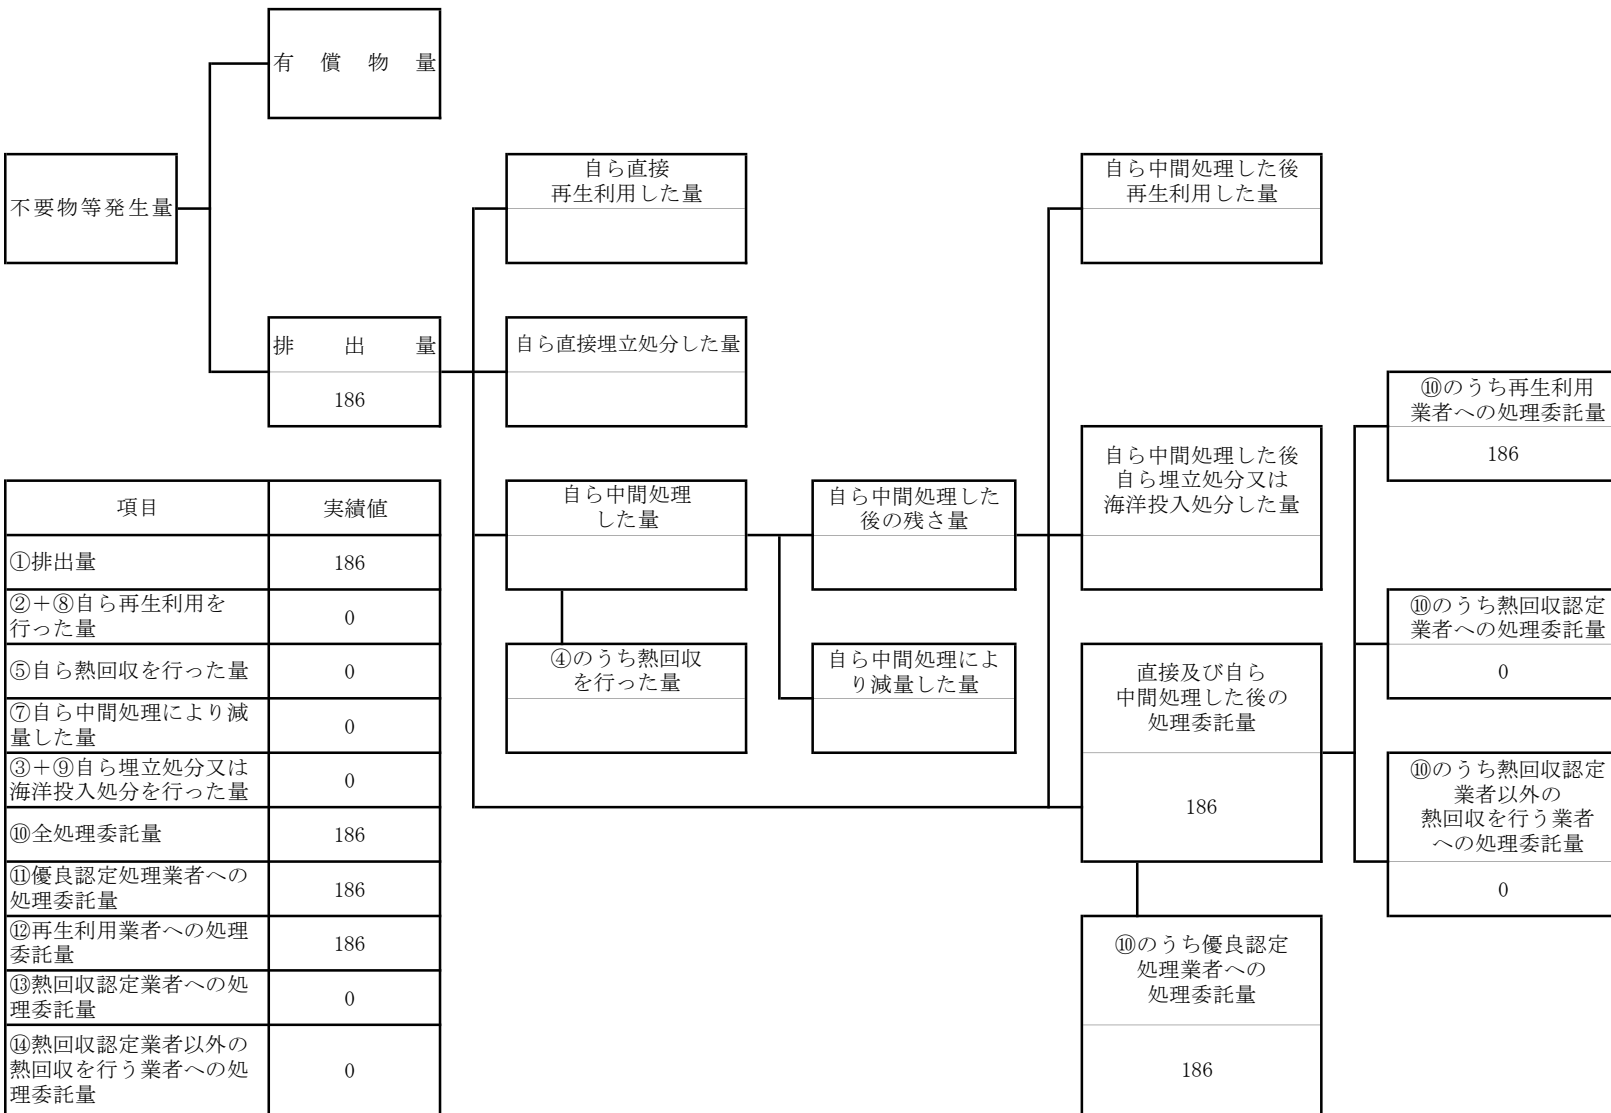 有償物量
自ら直接
再生利用した量
自ら中間処理した後
再生利用した量
不要物等発生量
排出量
186
自ら直接埋立処分した量
⑩のうち再生利用
業者への処理委託量
186
自ら中間処理した後
自ら埋立処分又は
海洋投入処分した量
自ら中間処理
した量
自ら中間処理した
後の残さ量
⑩のうち熱回収認定
業者への処理委託量
0
④のうち熱回収
を行った量
自ら中間処理によ
り減量した量
直接及び自ら
中間処理した後の
処理委託量
186
⑩のうち熱回収認定
業者以外の
熱回収を行う業者
への処理委託量
0
⑩のうち優良認定
処理業者への
処理委託量
186
項目 実績値
①排出量 186
②+⑧自ら再生利用を
行った量 0
⑤自ら熱回収を行った量 0
⑦自ら中間処理により減
量した量 0
③+⑨自ら埋立処分又は
海洋投入処分を行った量 0
⑩全処理委託量 186
⑪優良認定処理業者への
処理委託量 186
⑫再生利用業者への処理
委託量 186
⑬熱回収認定業者への処
理委託量 0
⑭熱回収認定業者以外の
熱回収を行う業者への処 0
理委託量